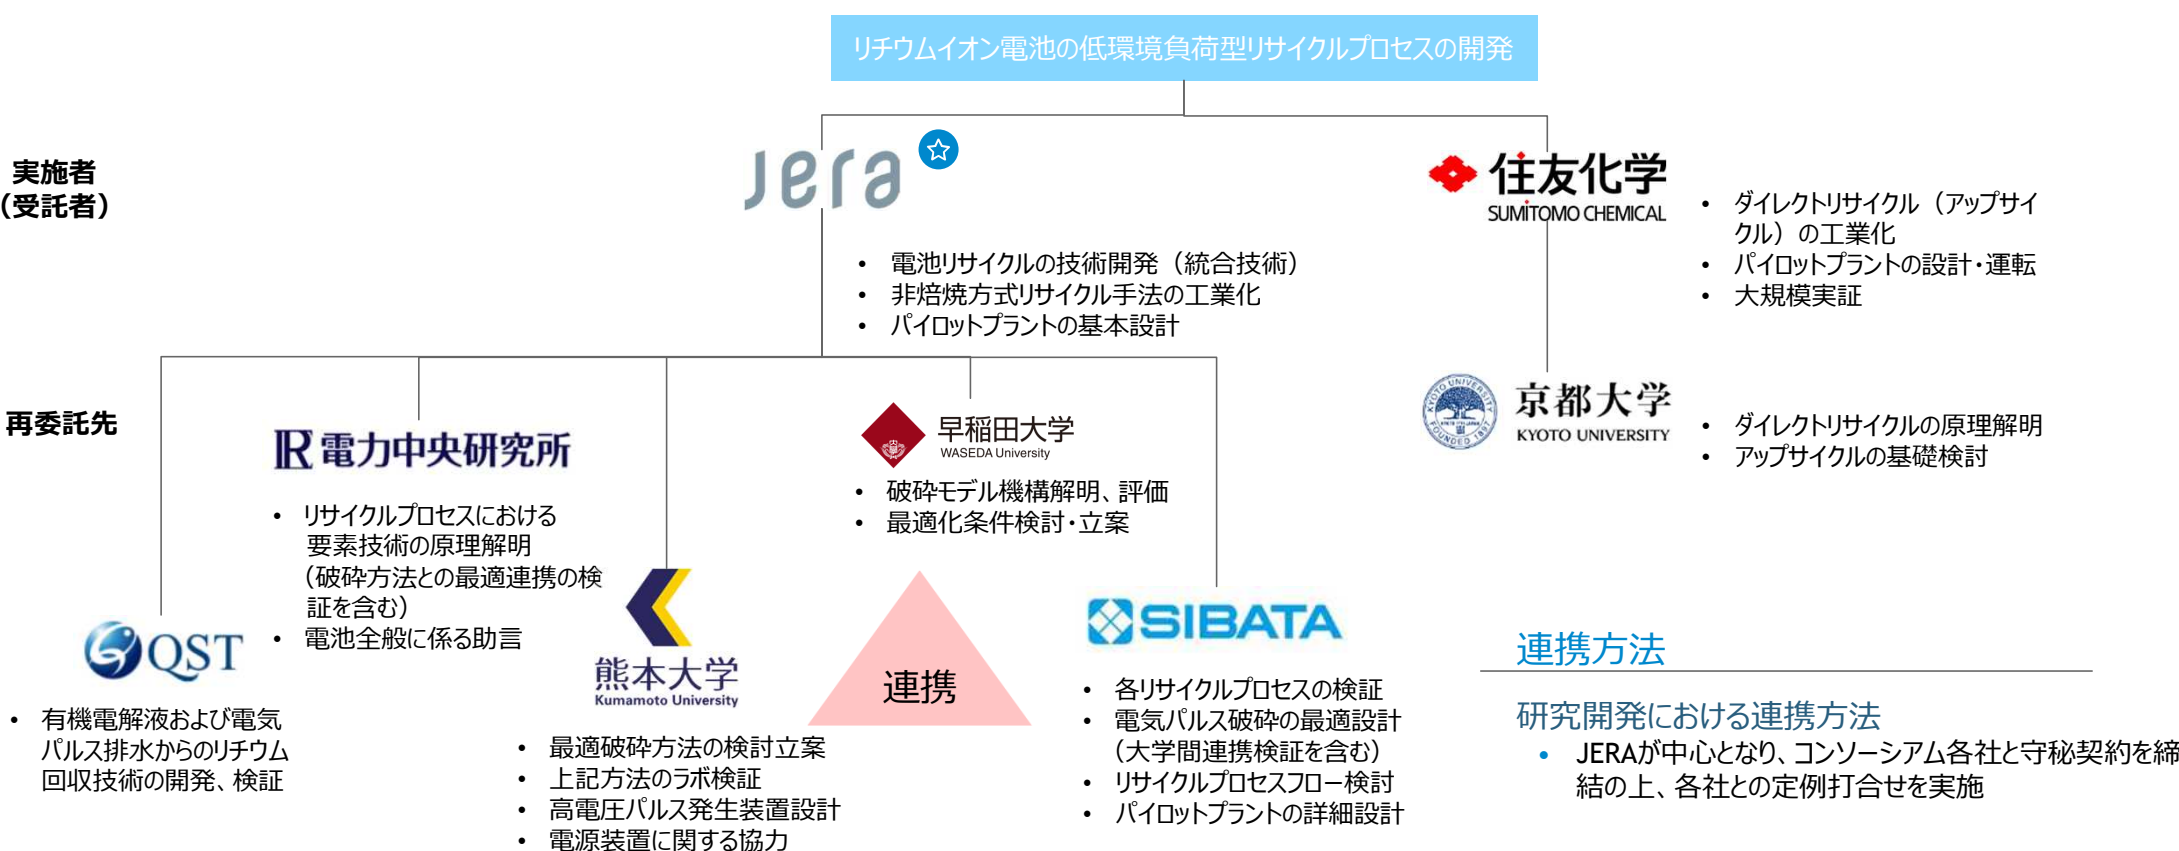 リチウムイオン電池の低環境負荷型リサイクルプロセスの開発
実施者
（受託者）
Jera
• 電池リサイクルの技術開発（統合技術）
• 非焙焼方式リサイクル手法の工業化
• パイロットプラントの基本設計
住友化学
SUMITOMO CHEMICAL
• ダイレクトリサイクル（アップサイ
クル）の工業化
• パイロットプラントの設計・運転
• 大規模実証
再委託先
QST
• 有機電解液および電気
パルス排水からのリチウム
回収技術の開発、検証
電力中央研究所
• リサイクルプロセスにおける
要素技術の原理解明
（破砕方法との最適連携の検
証を含む）
• 電池全般に係る助言
熊本大学
Kumamoto University
• 最適破砕方法の検討立案
• 上記方法のラボ検証
• 高電圧パルス発生装置設計
• 電源装置に関する協力
早稲田大学
WASEDA University
• 破砕モデル機構解明、評価
• 最適化条件検討・立案
連携
SIBATA
• 各リサイクルプロセスの検証
• 電気パルス破砕の最適設計
（大学間連携検証を含む）
• リサイクルプロセスフロー検討
• パイロットプラントの詳細設計
京都大学
KYOTO UNIVERSITY
• ダイレクトリサイクルの原理解明
• アップサイクルの基礎検討
連携方法
研究開発における連携方法
• JERAが中心となり、コンソーシアム各社と守秘契約を締
結の上、各社との定例打合せを実施